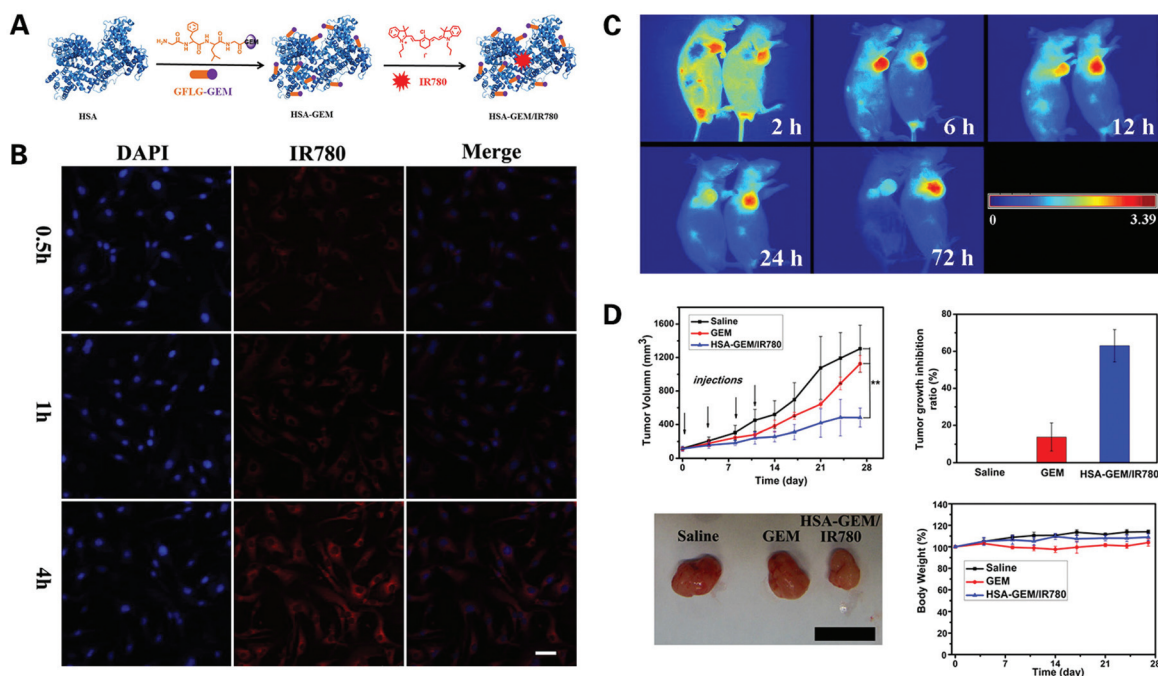 A
H₂N
O
H
N
GEM
Cl
N
I⁻
GFLG-GEM
IR780
HSA
HSA-GEM
HSA-GEM/IR780
B
DAPI
IR780
Merge
0.5h
1h
4h
C
2 h
6 h
12 h
24 h
72 h
0
3.39
D
Tumor Volumn (mm³)
1600
1200
800
400
0
Saline
GEM
HSA-GEM/IR780
injections
**
0
7
14
21
28
Time (day)
Tumor growth inhibition
ratio (%)
80
60
40
20
0
Saline
GEM
HSA-GEM/IR780
Saline
GEM
HSA-GEM/
IR780
Body Weight (%)
140
120
100
80
60
40
20
0
Saline
GEM
HSA-GEM/IR780
0
7
14
21
28
Time (day)